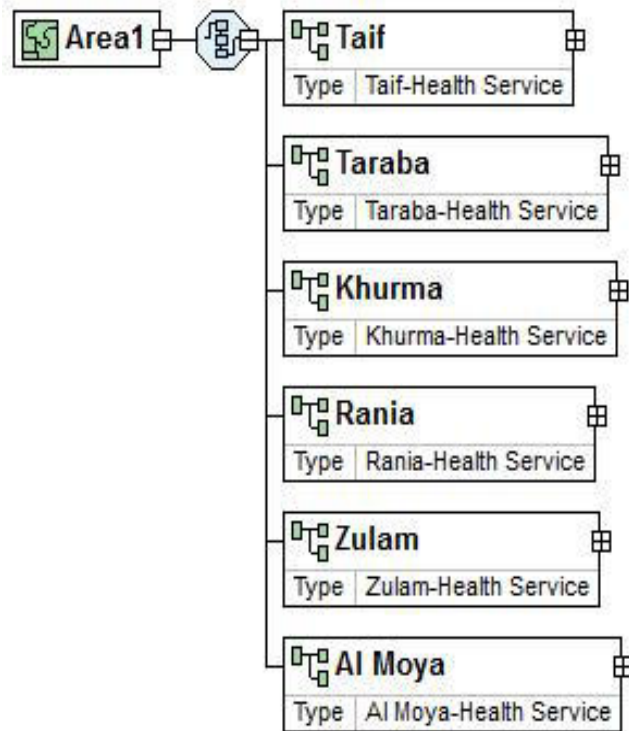 Area1
Taif
Type Taif-Health Service
Taraba
Type Taraba-Health Service
Khurma
Type Khurma-Health Service
Rania
Type Rania-Health Service
Zulam
Type Zulam-Health Service
Al Moya
Type Al Moya-Health Service